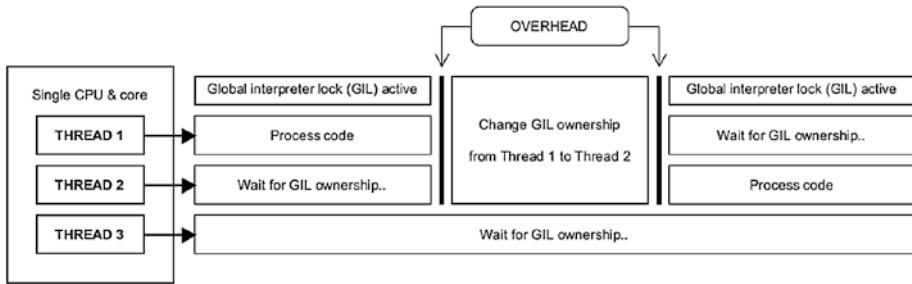 OVERHEAD
Single CPU & core
THREAD 1
THREAD 2
THREAD 3
Global interpreter lock (GIL) active
Process code
Wait for GIL ownership..
Change GIL ownership
from Thread 1 to Thread 2
Global interpreter lock (GIL) active
Wait for GIL ownership..
Process code
Wait for GIL ownership..